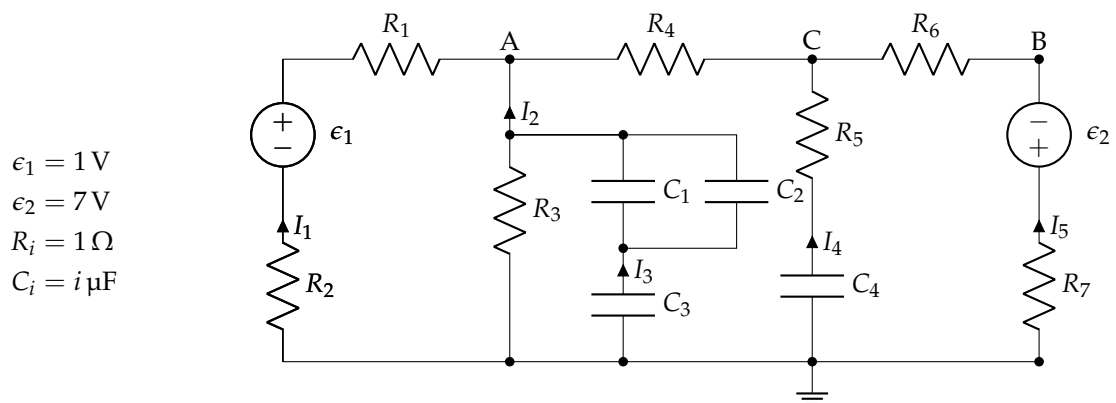 R₁ A R₄ C R₆ B
+ − ϵ₁
− + ϵ₂
I₂
R₅
ϵ₁ = 1 V
ϵ₂ = 7 V
Rᵢ = 1 Ω
Cᵢ = i µF
R₃ C₁ C₂
I₁ I₃ I₄ I₅
R₂ C₃ C₄ R₇